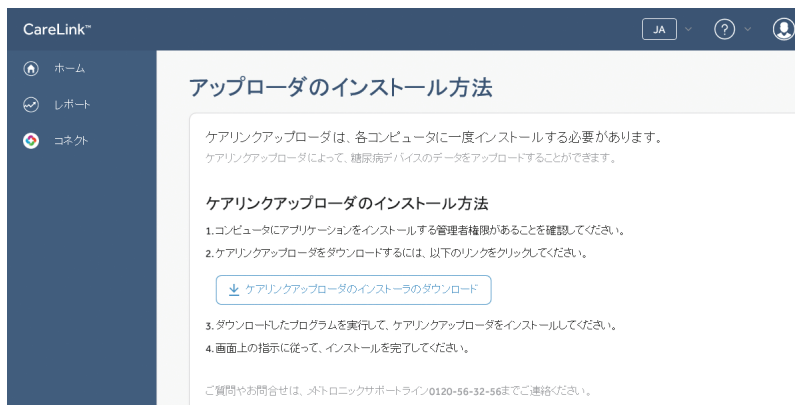 CareLink™
JA
?
ホーム
レポート
コネクト
アップローダのインストール方法
ケアリンクアップローダは、各コンピュータに一度インストールする必要があります。
ケアリンクアップローダによって、糖尿病デバイスのデータをアップロードすることができます。
ケアリンクアップローダのインストール方法
1.コンピュータにアプリケーションをインストールする管理者権限があることを確認してください。
2.ケアリンクアップローダをダウンロードするには、以下のリンクをクリックしてください。
ケアリンクアップローダのインストーラのダウンロード
3.ダウンロードしたプログラムを実行して、ケアリンクアップローダをインストールしてください。
4.画面上の指示に従って、インストールを完了してください。
ご質問やお問合せは、メドトロニックサポートライン0120-56-32-56までご連絡ください。